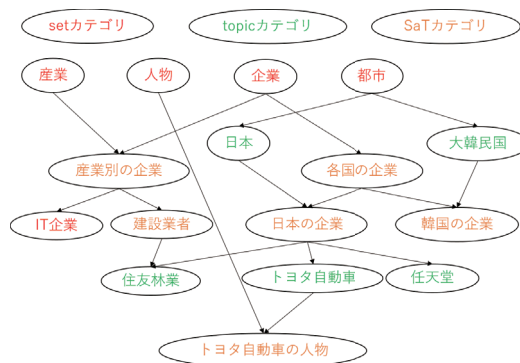 setカテゴリ
topicカテゴリ
SaTカテゴリ
産業
人物
企業
都市
日本
大韓民国
産業別の企業
各国の企業
IT企業
建設業者
日本の企業
韓国の企業
住友林業
トヨタ自動車
任天堂
トヨタ自動車の人物